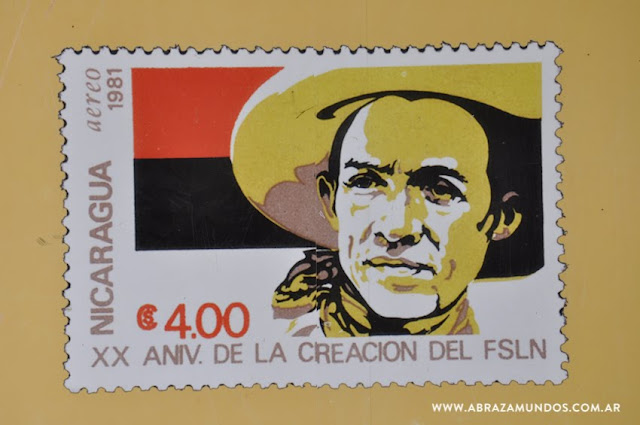 NICARAGUA
aereo
1981
C$ 4.00
XX ANIV. DE LA CREACION DEL FSLN
WWW.ABRAZAMUNDOS.COM.AR